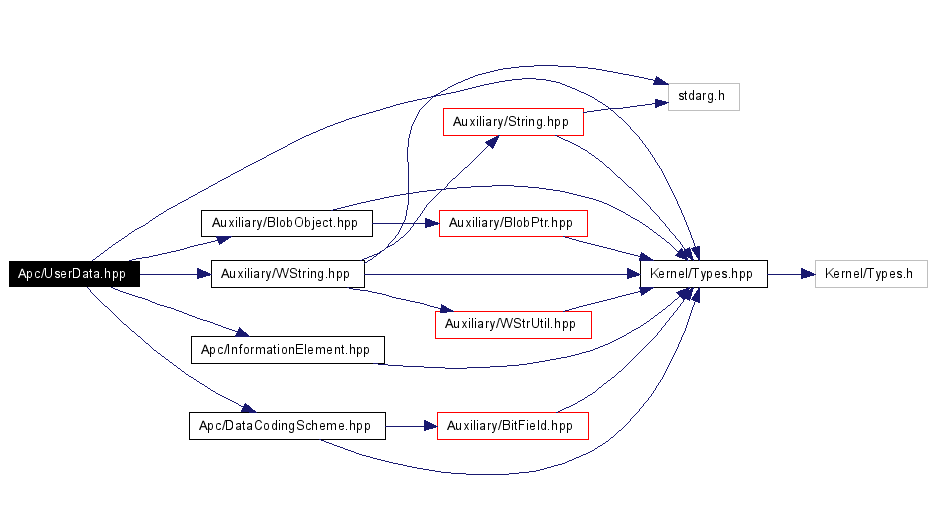 stdarg.h
Auxiliary/String.hpp
Auxiliary/BlobObject.hpp
Auxiliary/BlobPtr.hpp
Apc/UserData.hpp
Auxiliary/WString.hpp
Kernel/Types.hpp
Kernel/Types.h
Auxiliary/WStrUtil.hpp
Apc/InformationElement.hpp
Apc/DataCodingScheme.hpp
Auxiliary/BitField.hpp